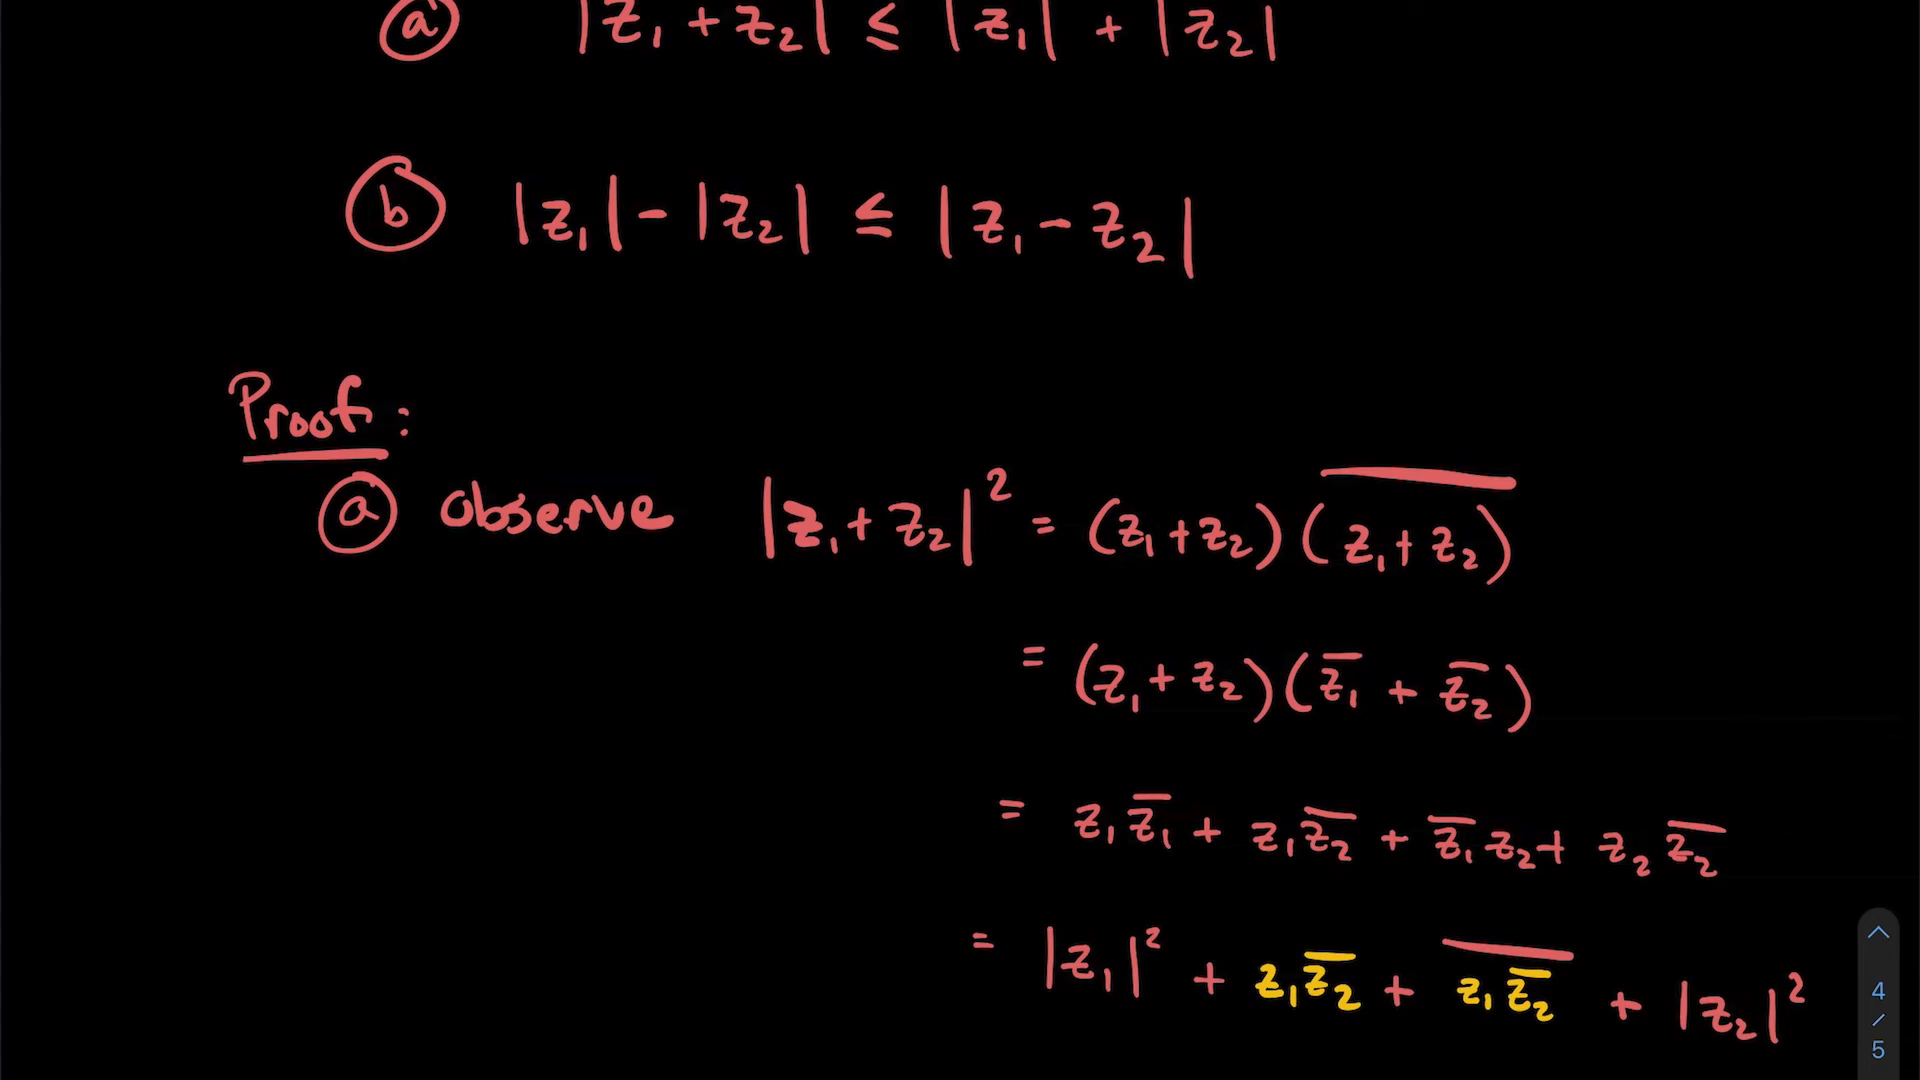 ⓐ |z₁ + z₂| ≤ |z₁| + |z₂|
ⓑ |z₁| - |z₂| ≤ |z₁ - z₂|
Proof:
ⓐ observe |z₁ + z₂|² = (z₁ + z₂)(z₁ + z₂)̅
= (z₁ + z₂)(z̅₁ + z̅₂)
= z₁z̅₁ + z₁z̅₂ + z̅₁z₂ + z₂z̅₂
= |z₁|² + z₁z̅₂ + \overline{z₁z̅₂} + |z₂|²
4
/
5